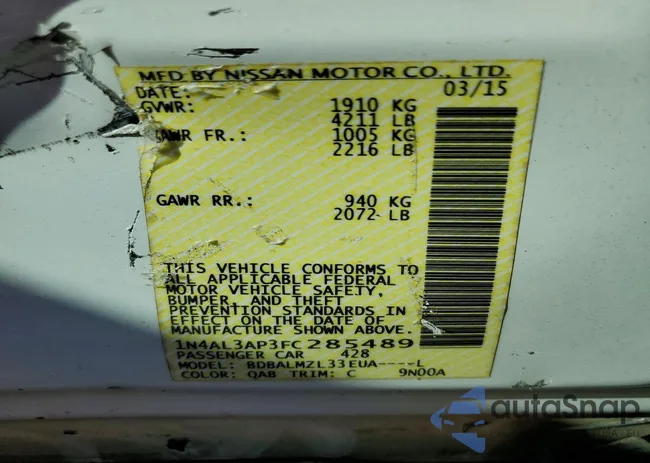 MFD BY NISSAN MOTOR CO., LTD.
DATE: 03/15
GVWR: 1910 KG
4211 LB
GAWR FR.: 1005 KG
2216 LB
GAWR RR.: 940 KG
2072 LB
THIS VEHICLE CONFORMS TO
ALL APPLICABLE FEDERAL
MOTOR VEHICLE SAFETY,
BUMPER, AND THEFT
PREVENTION STANDARDS IN
EFFECT ON THE DATE OF
MANUFACTURE SHOWN ABOVE.
1N4AL3AP3FC285489
PASSENGER CAR 428
MODEL: BDBALMZL33EUA----L
COLOR: QAB TRIM: C 9N00A
autoSnap